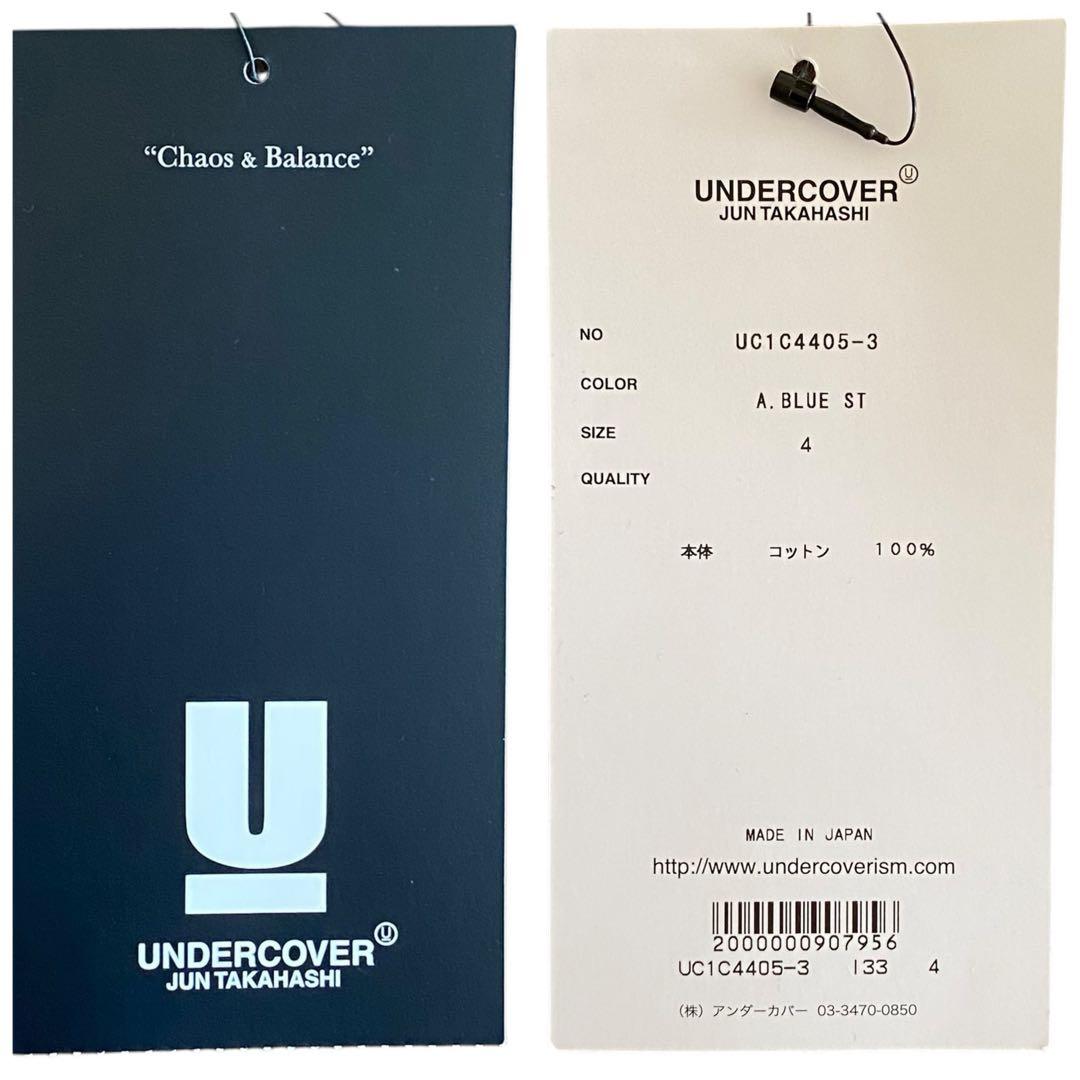 “Chaos & Balance”
U
UNDERCOVER Ⓤ
JUN TAKAHASHI
UNDERCOVER Ⓤ
JUN TAKAHASHI
NO UC1C4405-3
COLOR A.BLUE ST
SIZE 4
QUALITY
本体 コットン 100%
MADE IN JAPAN
http://www.undercoverism.com
2000000907956
UC1C4405-3 133 4
(株) アンダーカバー 03-3470-0850